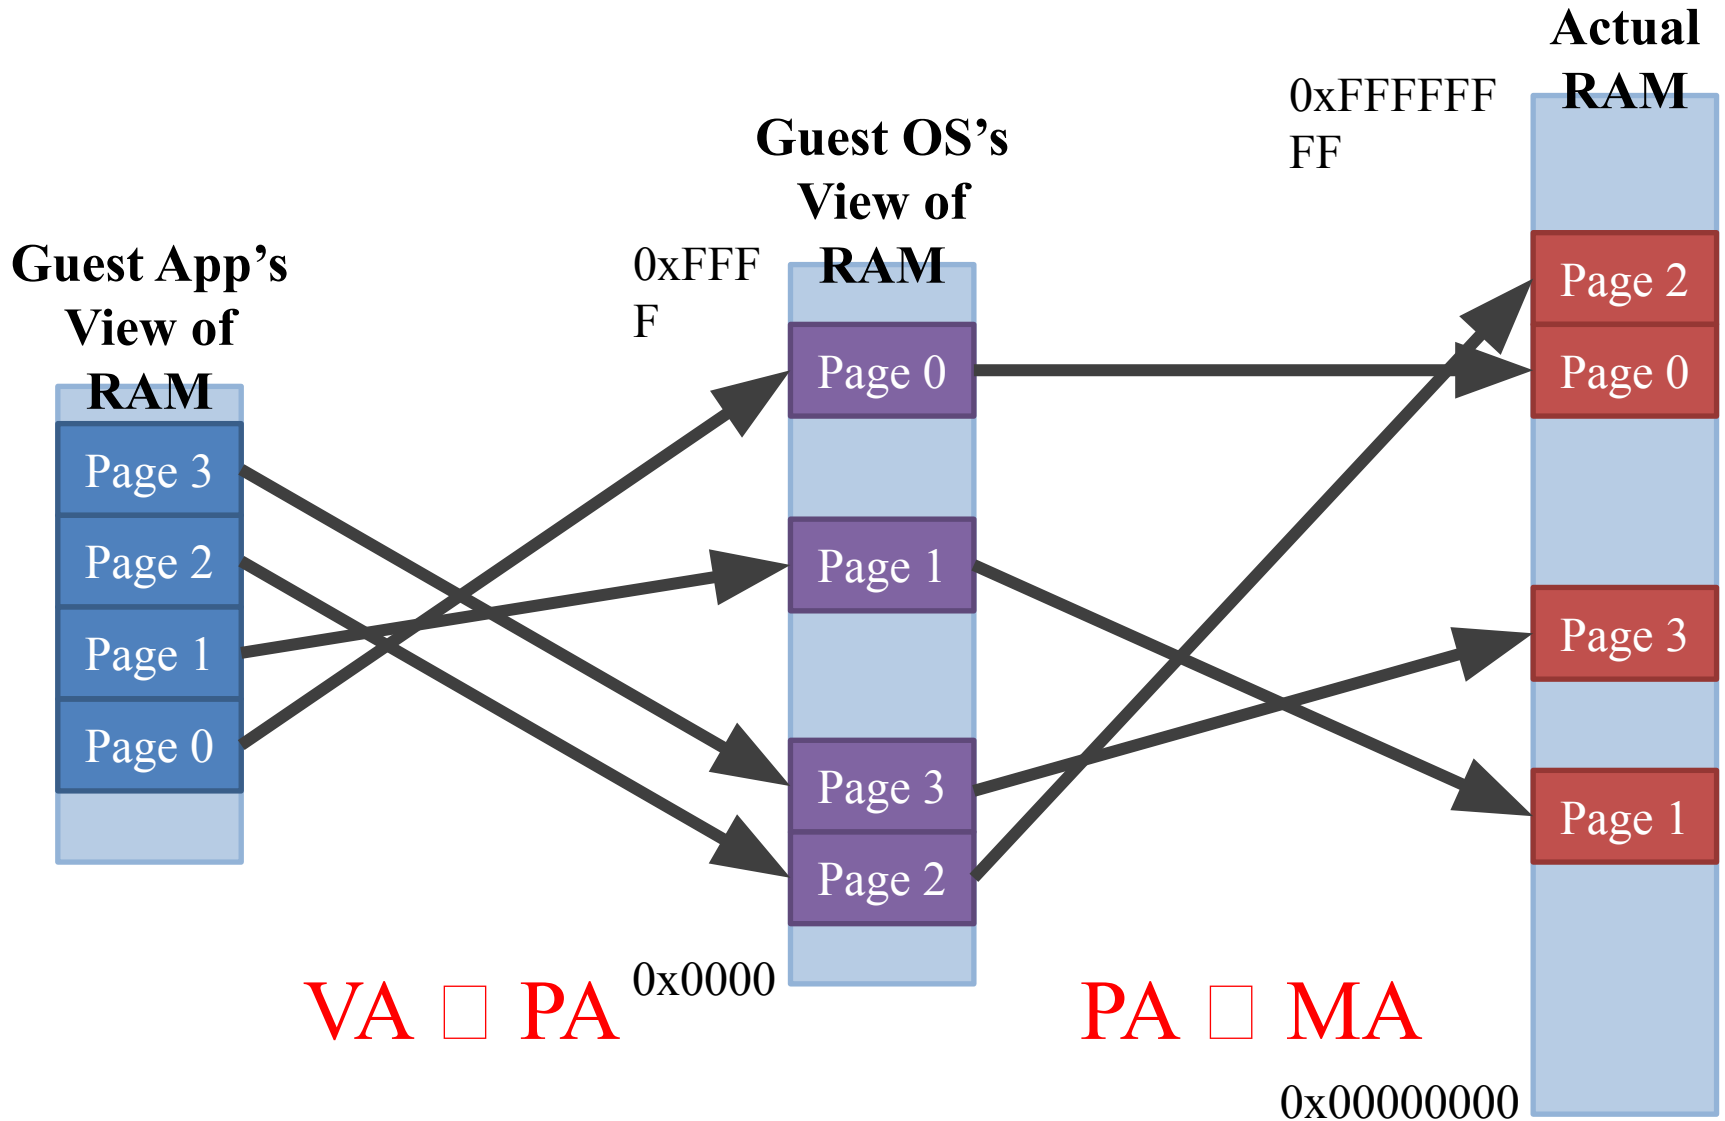 Guest App's
View of
RAM
Page 3
Page 2
Page 1
Page 0
VA □ PA
Guest OS's
View of
RAM
0xFFF
F
Page 0
Page 1
Page 3
Page 2
0x0000
PA □ MA
Actual
RAM
0xFFFFFF
FF
Page 2
Page 0
Page 3
Page 1
0x00000000